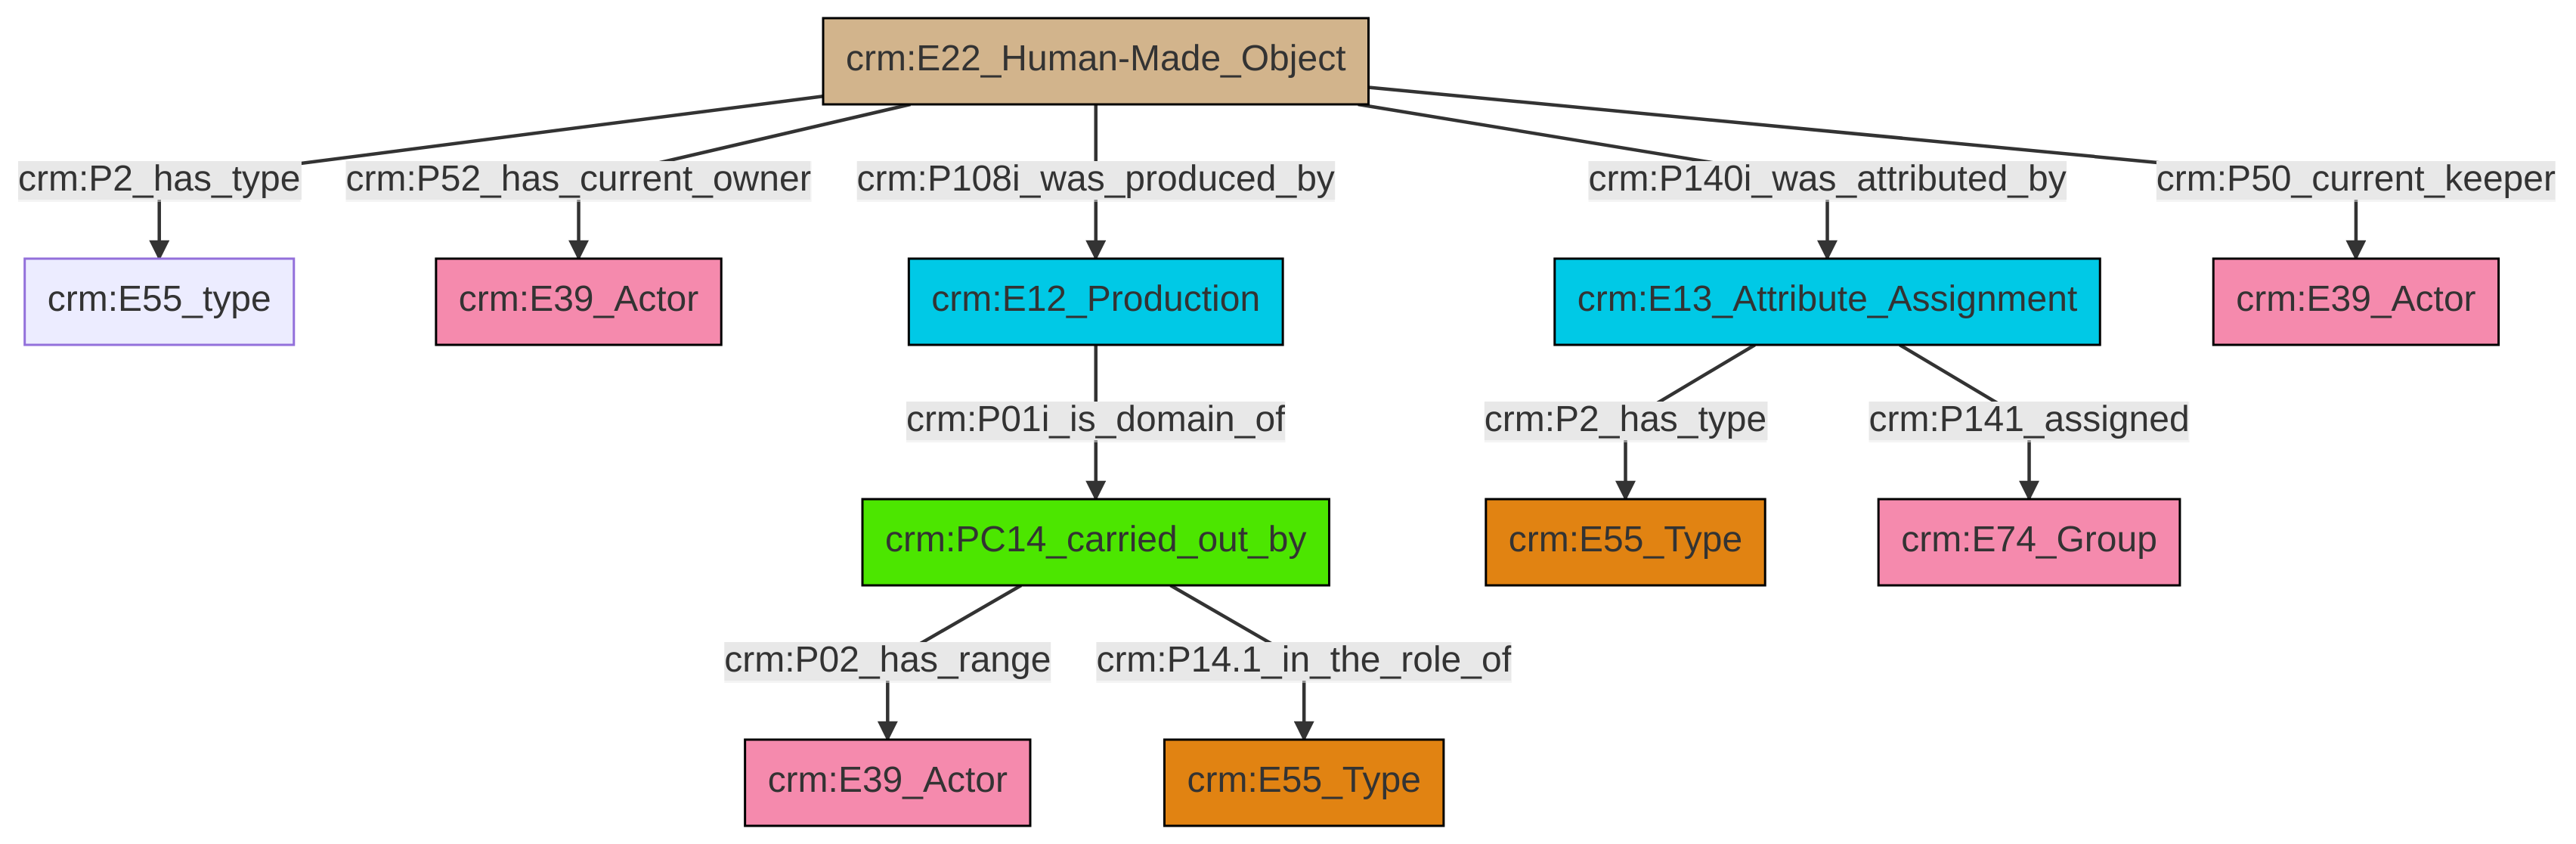 crm:E22_Human-Made_Object
crm:P2_has_type
crm:P52_has_current_owner
crm:P108i_was_produced_by
crm:P140i_was_attributed_by
crm:P50_current_keeper
crm:E55_type
crm:E39_Actor
crm:E12_Production
crm:E13_Attribute_Assignment
crm:E39_Actor
crm:P01i_is_domain_of
crm:P2_has_type
crm:P141_assigned
crm:PC14_carried_out_by
crm:E55_Type
crm:E74_Group
crm:P02_has_range
crm:P14.1_in_the_role_of
crm:E39_Actor
crm:E55_Type